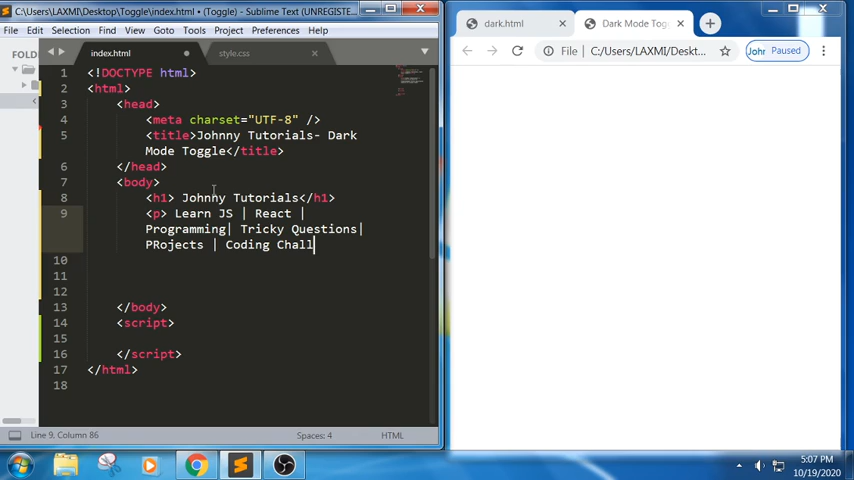 C:\Users\LAXMI\Desktop\Toggle\index.html • (Toggle) - Sublime Text (UNREGISTE...
File Edit Selection Find View Goto Tools Project Preferences Help
FOLD
index.html
style.css
1 <!DOCTYPE html>
2 <html>
3 <head>
4 <meta charset="UTF-8" />
5 <title>Johnny Tutorials- Dark
Mode Toggle</title>
6 </head>
7 <body>
8 <h1> Johnny Tutorials</h1>
9 <p> Learn JS | React |
Programming| Tricky Questions|
PRojects | Coding Chall
10
11
12
13 </body>
14 <script>
15
16 </script>
17 </html>
18
Line 9, Column 86
Spaces: 4
HTML
dark.html
Dark Mode Togg
File | C:/Users/LAXMI/Deskt...
John
Paused
5:07 PM
10/19/2020